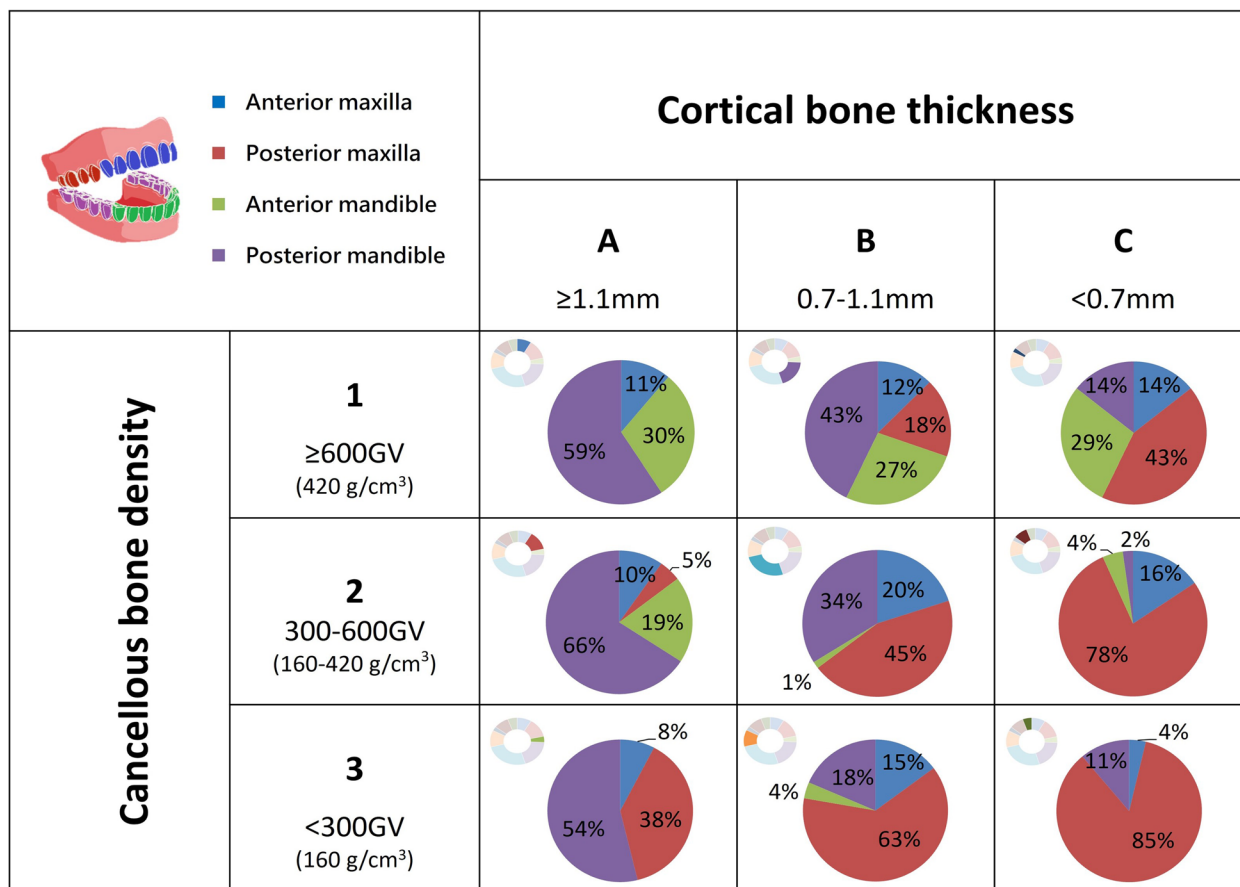 Anterior maxilla
Posterior maxilla
Anterior mandible
Posterior mandible
Cortical bone thickness
A
≥1.1mm
B
0.7-1.1mm
C
<0.7mm
Cancellous bone density
1
≥600GV
(420 g/cm³)
11%
30%
59%
12%
18%
27%
43%
14%
43%
29%
14%
2
300-600GV
(160-420 g/cm³)
10%
5%
19%
66%
20%
45%
1%
34%
16%
78%
4%
2%
3
<300GV
(160 g/cm³)
8%
38%
54%
15%
63%
4%
18%
4%
85%
11%